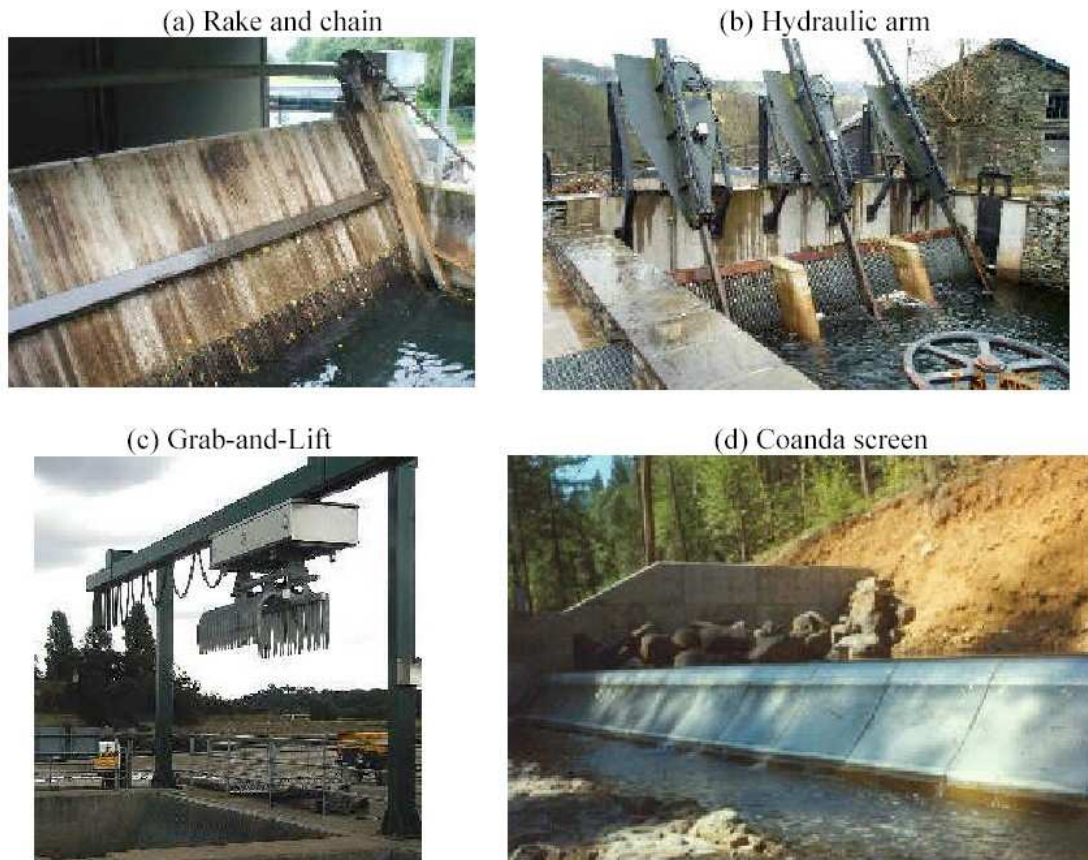 (a) Rake and chain
(b) Hydraulic arm
(c) Grab-and-Lift
(d) Coanda screen